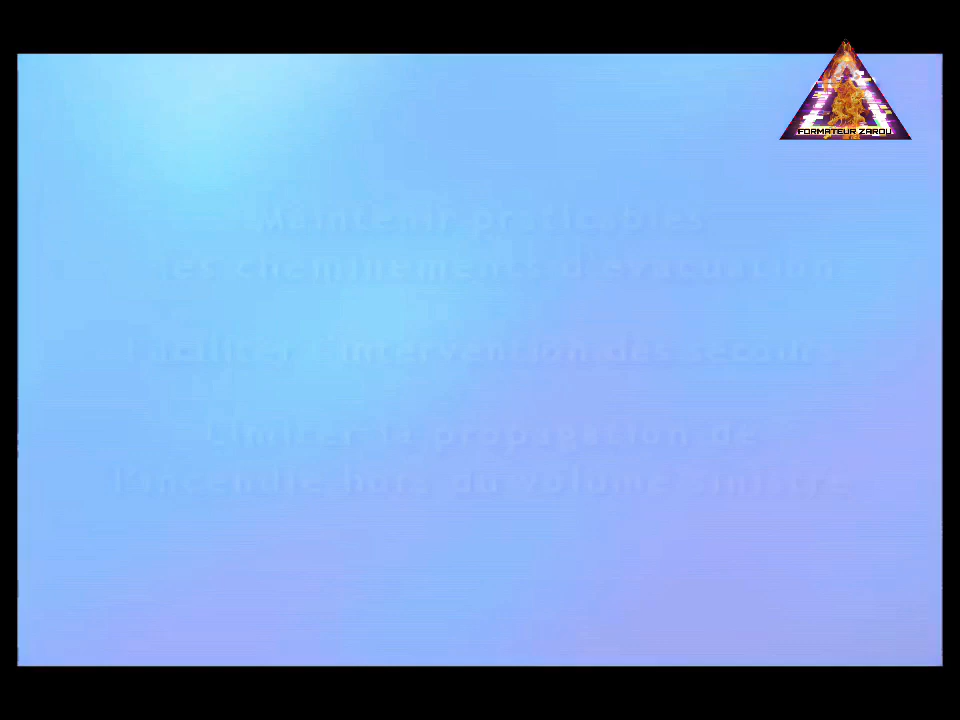 FORMATEUR ZAROU
Maintenir praticables
les cheminements d'évacuation
Faciliter l'intervention des secours
Limiter la propagation de
l'incendie hors du volume sinistré